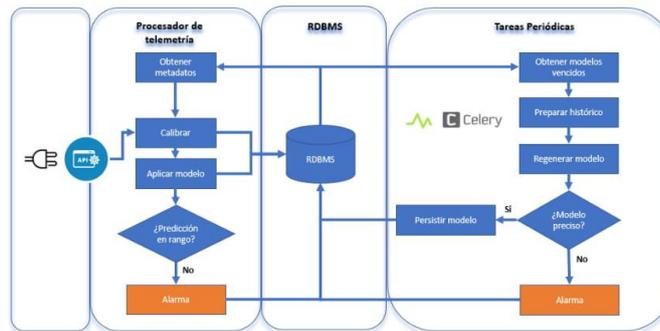 Procesador de
telemetría
RDBMS
Tareas Periódicas
Obtener
metadatos
Obtener modelos
vencidos
Preparar histórico
Celery
Calibrar
API
RDBMS
Regenerar modelo
Aplicar modelo
¿Predicción
en rango?
Persistir modelo
Sí
¿Modelo
preciso?
No
No
Alarma
Alarma